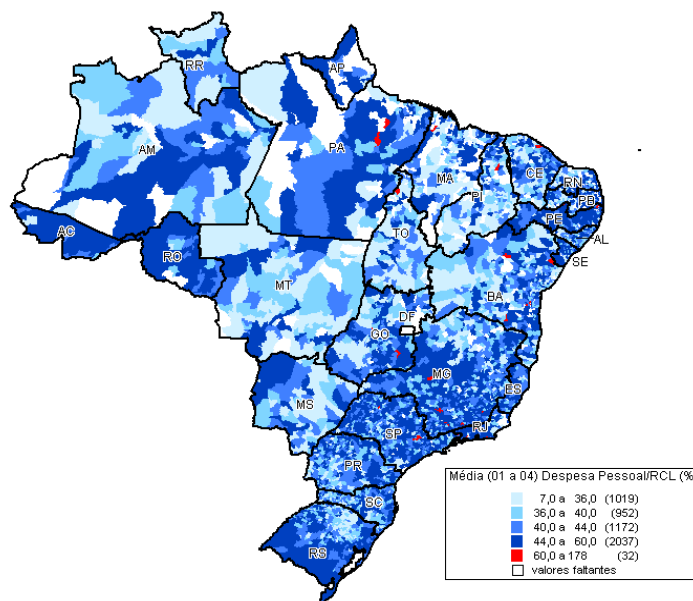 RR
AP
AM
PA
MA
CE
RN
PB
PI
PE
AC
TO
AL
RO
SE
MT
BA
DF
GO
MG
MS
ES
SP
RJ
PR
SC
RS
Média (01 a 04) Despesa Pessoal/RCL (%
7,0 a 36,0 (1019)
36,0 a 40,0 (952)
40,0 a 44,0 (1172)
44,0 a 60,0 (2037)
60,0 a 178 (32)
valores faltantes